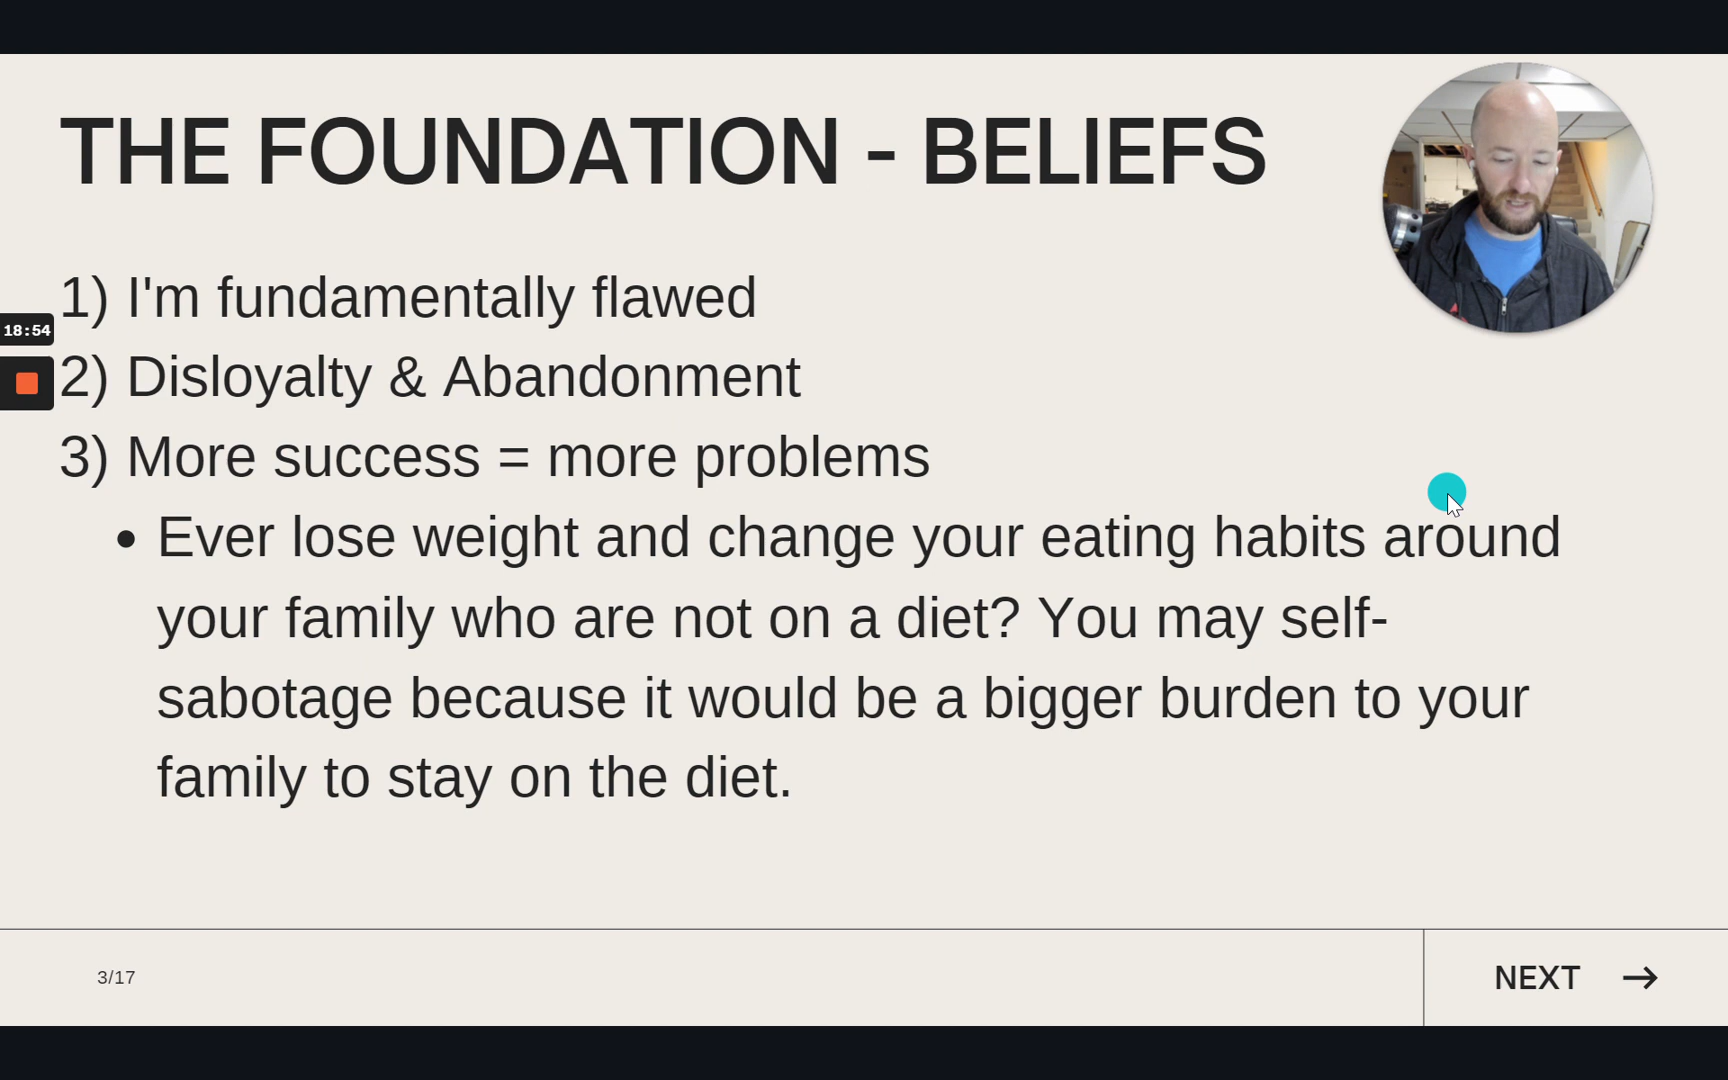 THE FOUNDATION - BELIEFS
1) I'm fundamentally flawed
18:54
2) Disloyalty & Abandonment
3) More success = more problems
• Ever lose weight and change your eating habits around
your family who are not on a diet? You may self-
sabotage because it would be a bigger burden to your
family to stay on the diet.
3/17
NEXT →